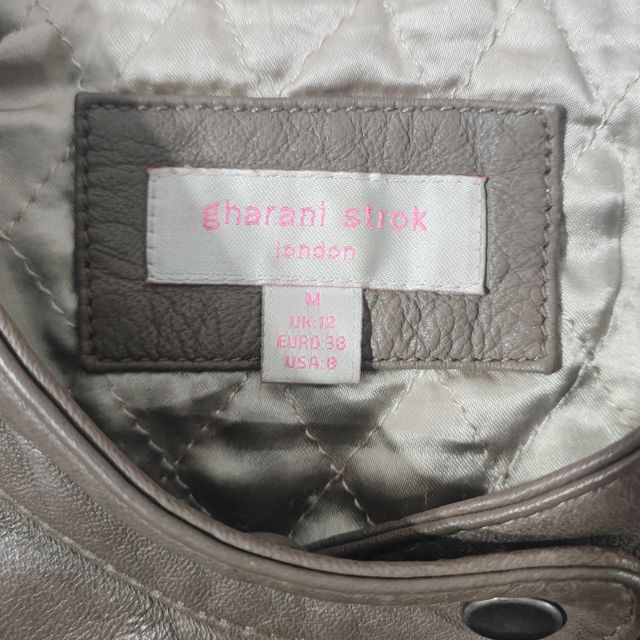 gharani strok
london
M
UK:12
EURO 38
USA:8